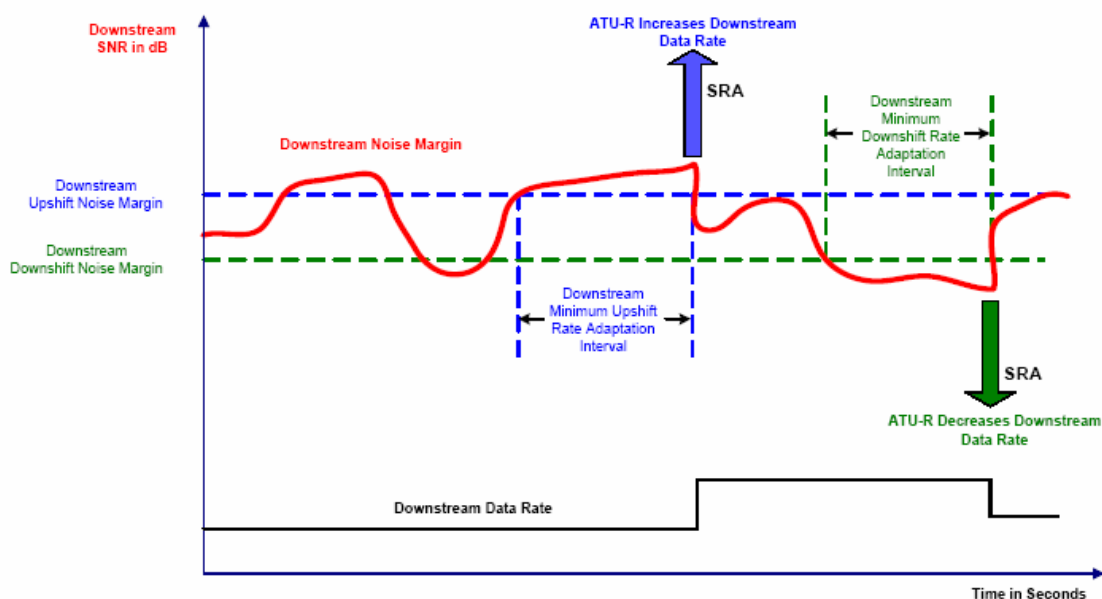 Downstream
SNR in dB
ATU-R Increases Downstream
Data Rate
SRA
Downstream
Minimum
Downshift Rate
Adaptation
Interval
Downstream Noise Margin
Downstream
Upshift Noise Margin
Downstream
Downshift Noise Margin
Downstream
Minimum Upshift
Rate Adaptation
Interval
SRA
ATU-R Decreases Downstream
Data Rate
Downstream Data Rate
Time in Seconds